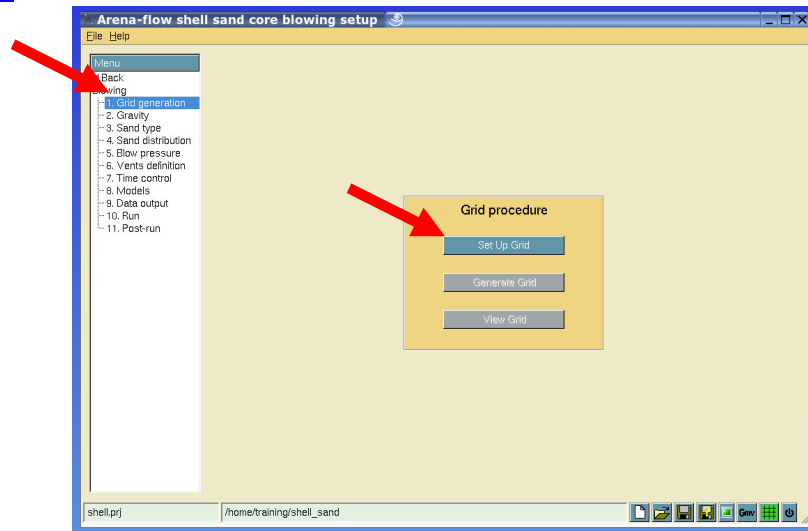 Arena-flow shell sand core blowing setup
File Help
Menu
Back
Blowing
1. Grid generation
2. Gravity
3. Sand type
4. Sand distribution
5. Blow pressure
6. Vents definition
7. Time control
8. Models
9. Data output
10. Run
11. Post-run
Grid procedure
Set Up Grid
Generate Grid
View Grid
shell.prj
/home/training/shell_sand
Gmv